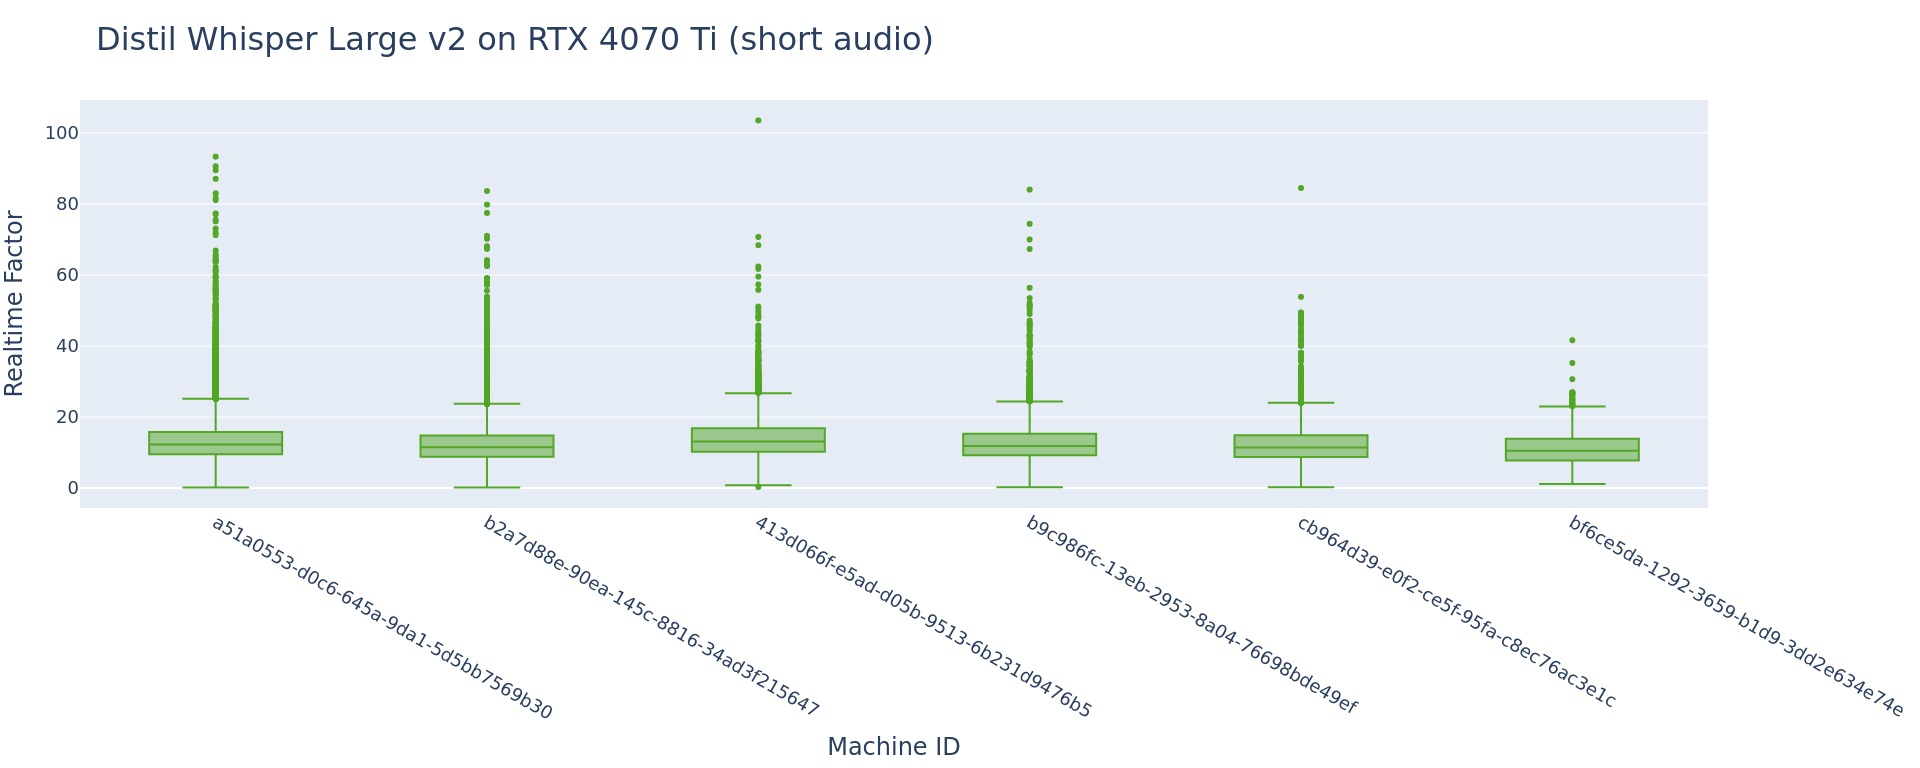 Distil Whisper Large v2 on RTX 4070 Ti (short audio)
Realtime Factor
100
80
60
40
20
0
a51a0553-d0c6-645a-9da1-5d5bb7569b30
b2a7d88e-90ea-145c-8816-34ad3f215647
413d066f-e5ad-d05b-9513-6b231d9476b5
b9c986fc-13eb-2953-8a04-76698bde49ef
cb964d39-e0f2-ce5f-95fa-c8ec76ac3e1c
bf6ce5da-1292-3659-b1d9-3dd2e634e74e
Machine ID